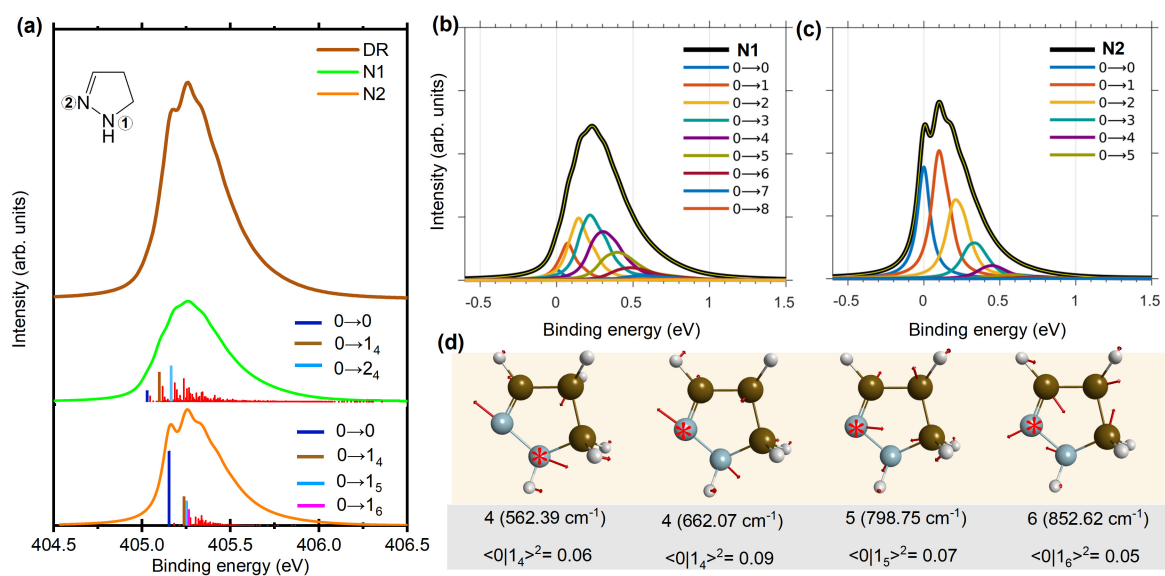 (a)
DR
N1
N2
2
N
N
H
1
0→0
0→1₄
0→2₄
0→0
0→1₄
0→1₅
0→1₆
Intensity (arb. units)
404.5 405.0 405.5 406.0 406.5
Binding energy (eV)
(b)
N1
0→0
0→1
0→2
0→3
0→4
0→5
0→6
0→7
0→8
Intensity (arb. units)
-0.5 0 0.5 1 1.5
Binding energy (eV)
(c)
N2
0→0
0→1
0→2
0→3
0→4
0→5
-0.5 0 0.5 1 1.5
Binding energy (eV)
(d)
* * * *
4 (562.39 cm⁻¹) 4 (662.07 cm⁻¹) 5 (798.75 cm⁻¹) 6 (852.62 cm⁻¹)
<0|1₄>²= 0.06 <0|1₄>²= 0.09 <0|1₅>²= 0.07 <0|1₆>²= 0.05